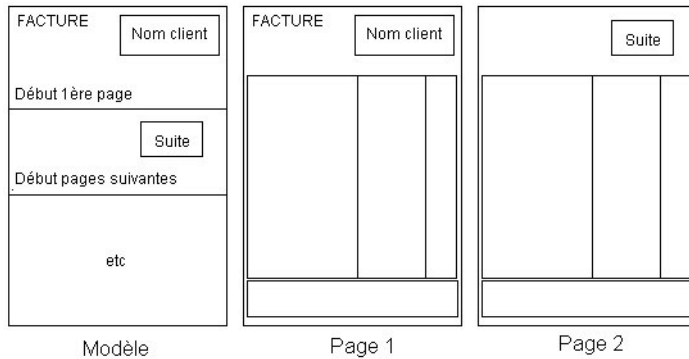 FACTURE
Nom client
Début 1ère page
Suite
Début pages suivantes
etc
Modèle
FACTURE
Nom client
Page 1
Suite
Page 2